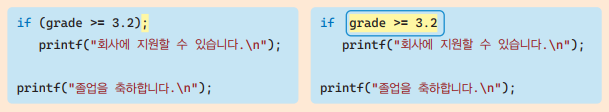 if (grade >= 3.2);
printf("회사에 지원할 수 있습니다.\n");
printf("졸업을 축하합니다.\n");
if grade >= 3.2
printf("회사에 지원할 수 있습니다.\n");
printf("졸업을 축하합니다.\n");